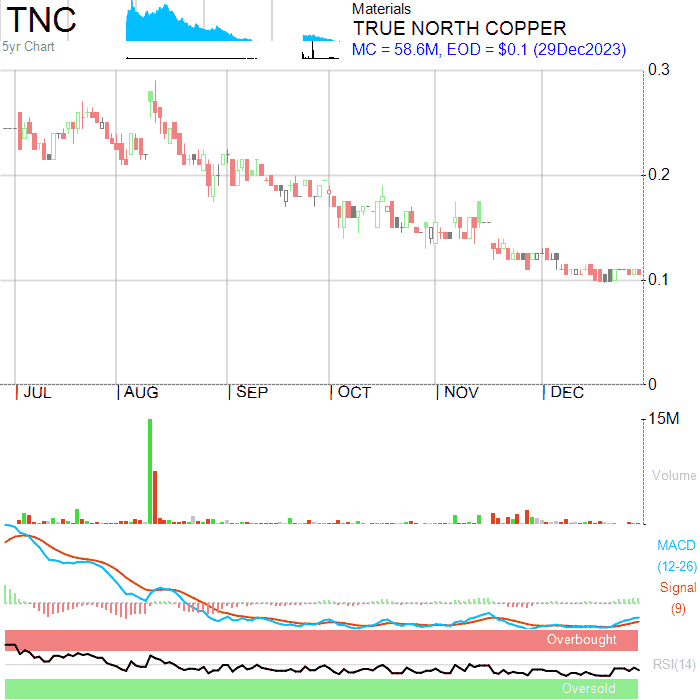 TNC
5yr Chart
Materials
TRUE NORTH COPPER
MC = 58.6M, EOD = $0.1 (29Dec2023)
0.3
0.2
0.1
0
JUL AUG SEP OCT NOV DEC
15M
Volume
MACD
(12-26)
Signal
(9)
Overbought
RSI(14)
Oversold